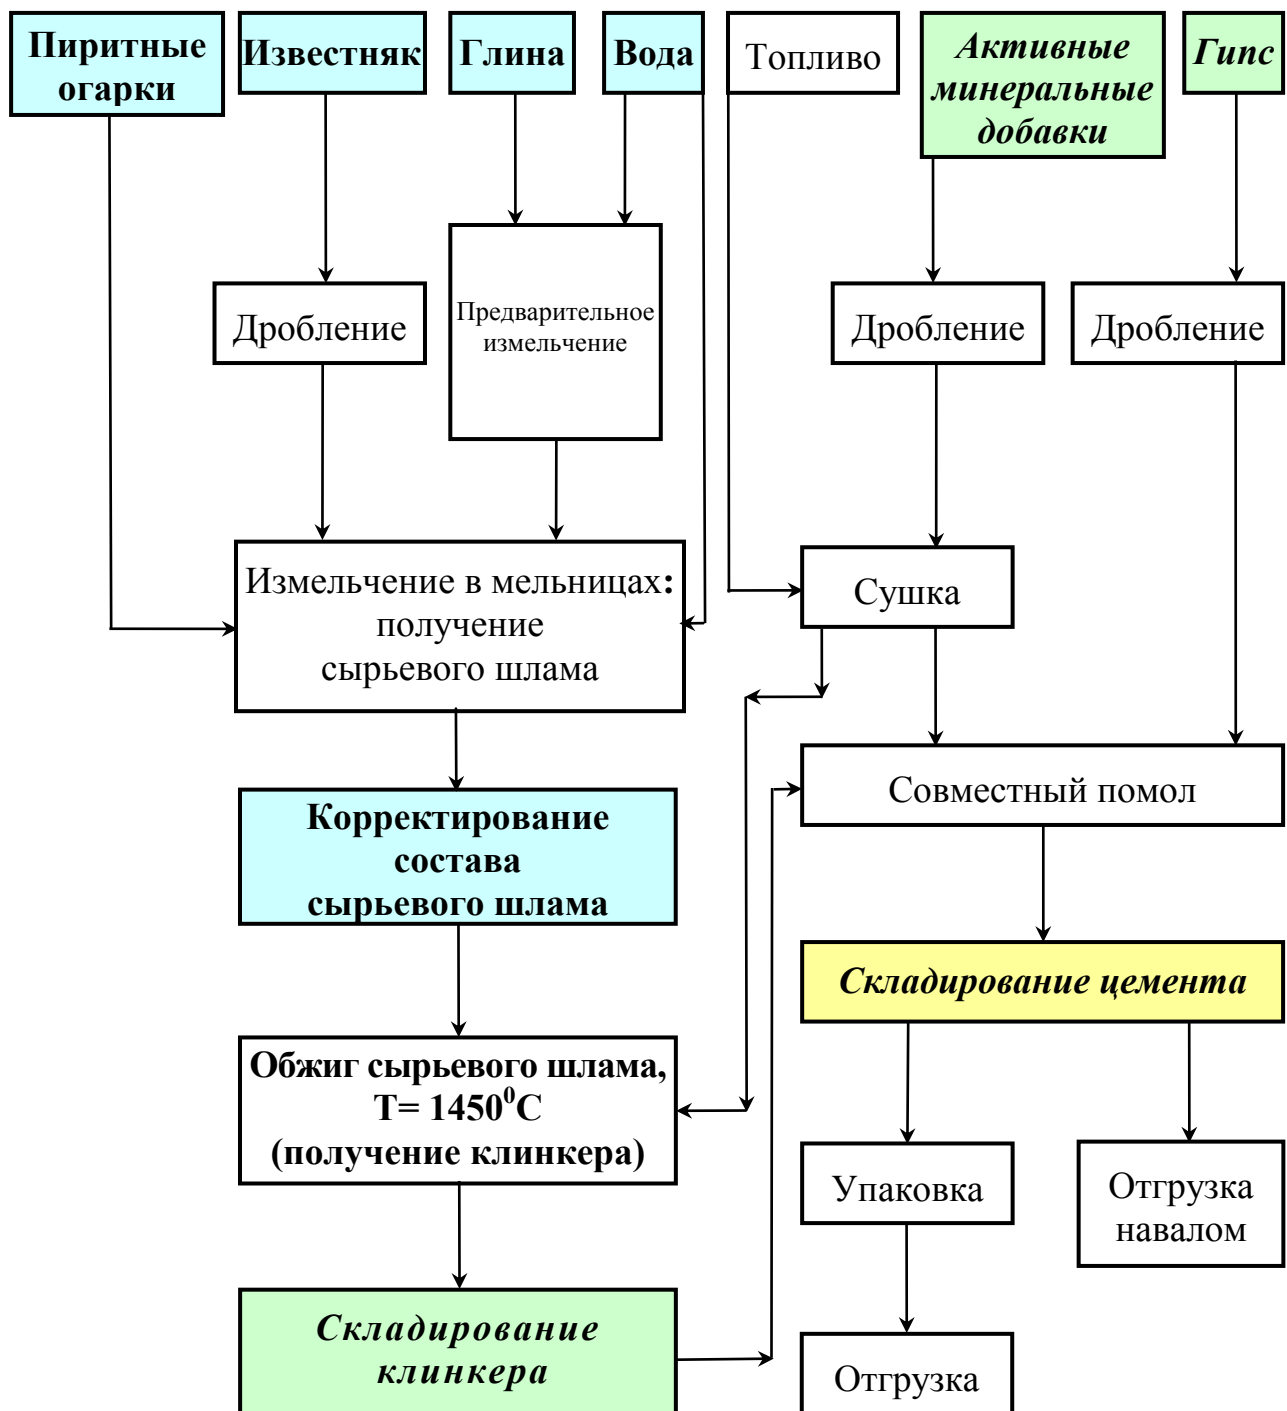 Пиритные
огарки
Известняк
Глина
Вода
Топливо
Активные
минеральные
добавки
Гипс
Дробление
Предварительное
измельчение
Дробление
Дробление
Измельчение в мельницах:
получение
сырьевого шлама
Сушка
Совместный помол
Корректирование
состава
сырьевого шлама
Складирование цемента
Обжиг сырьевого шлама,
Т= 1450⁰С
(получение клинкера)
Упаковка
Отгрузка
навалом
Складирование
клинкера
Отгрузка